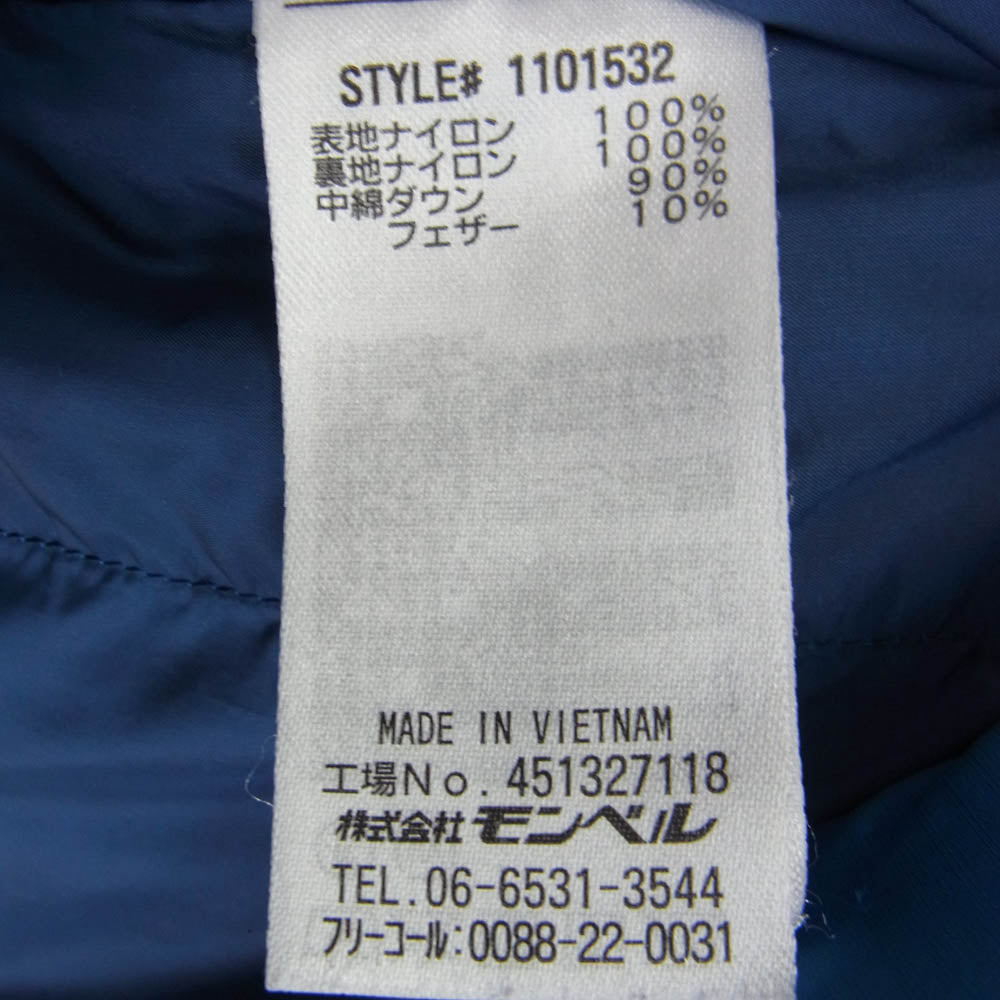 STYLE# 1101532
表地ナイロン 100%
裏地ナイロン 100%
中綿ダウン 90%
フェザー 10%
MADE IN VIETNAM
工場No. 451327118
株式会社 モンベル
TEL. 06-6531-3544
フリーコール:0088-22-0031